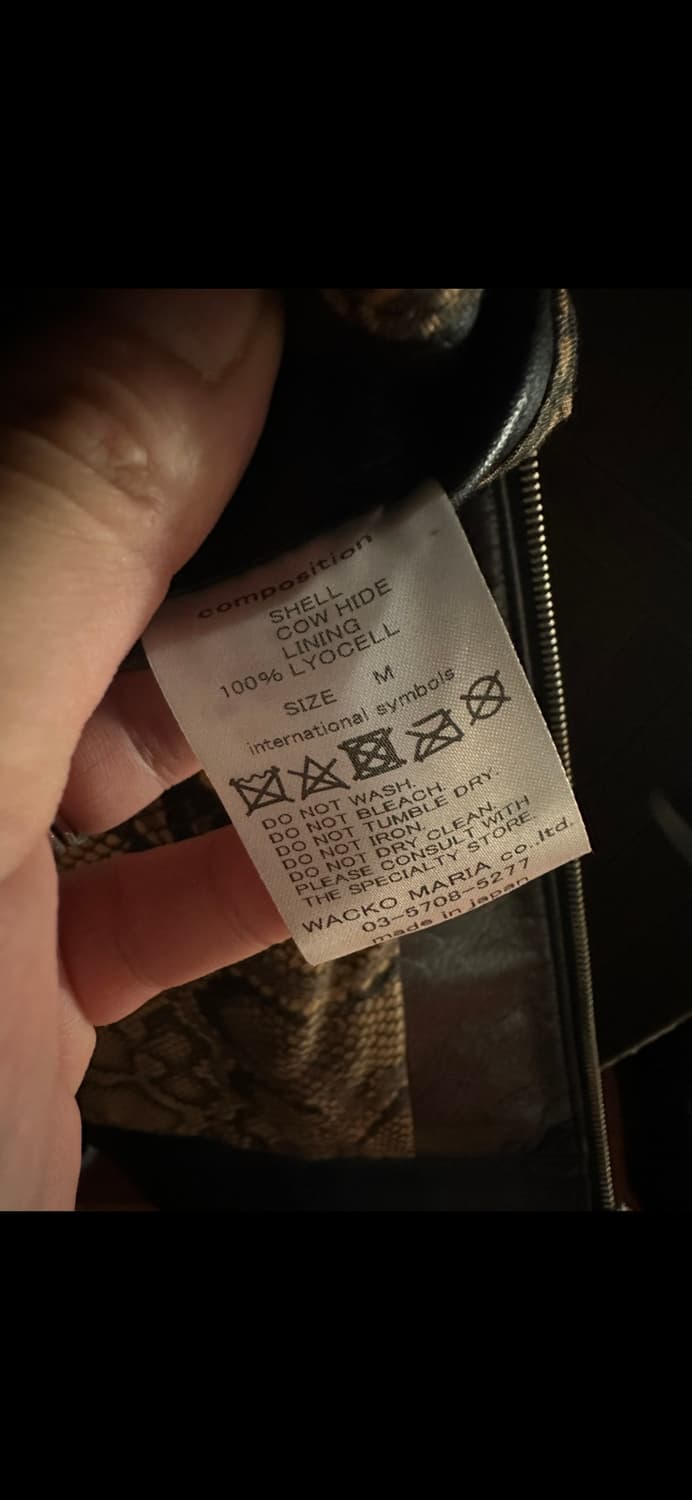 composition
SHELL
COW HIDE
LINING
100% LYOCELL
SIZE M
international symbols
DO NOT WASH.
DO NOT BLEACH.
DO NOT TUMBLE DRY.
DO NOT IRON.
DO NOT DRY CLEAN.
PLEASE CONSULT WITH
THE SPECIALTY STORE.
WACKO MARIA co.,ltd.
03-5708-5277
made in japan